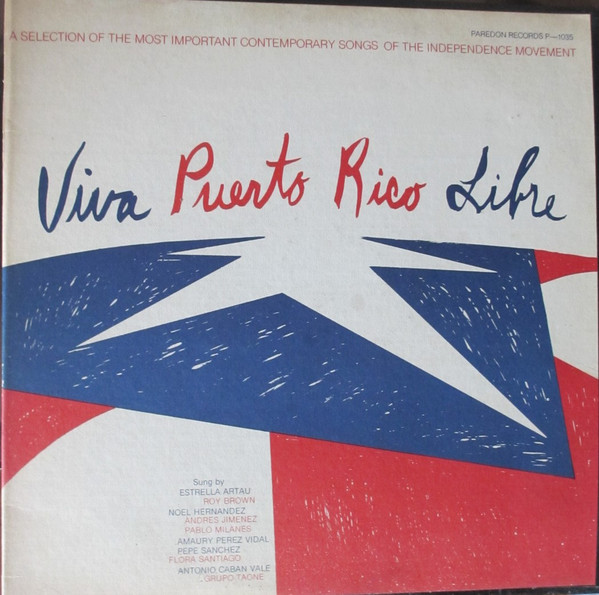 PAREDON RECORDS P—1035
A SELECTION OF THE MOST IMPORTANT CONTEMPORARY SONGS OF THE INDEPENDENCE MOVEMENT
Viva Puerto Rico Libre
Sung by
ESTRELLA ARTAU
ROY BROWN
NOEL HERNANDEZ
ANDRES JIMENEZ
PABLO MILANES
AMAURY PEREZ VIDAL
PEPE SANCHEZ
FLORA SANTIAGO
ANTONIO CABAN VALE
GRUPO TAONE